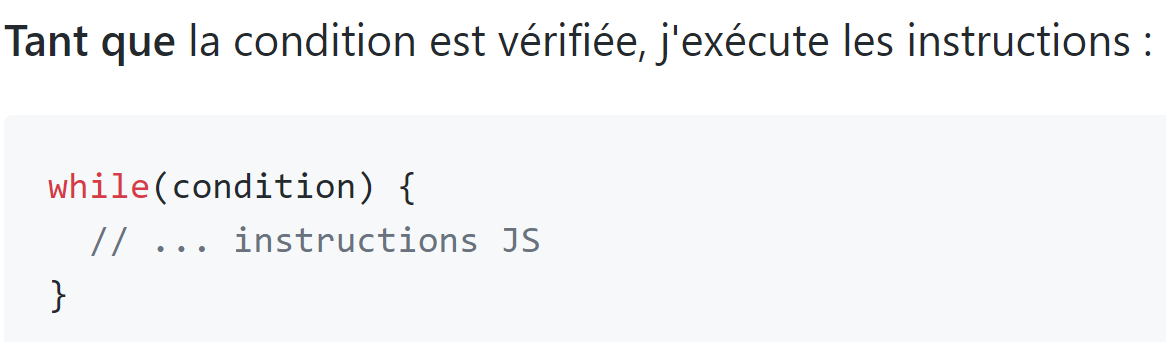 Tant que la condition est vérifiée, j'exécute les instructions :
while(condition) {
  // ... instructions JS
}